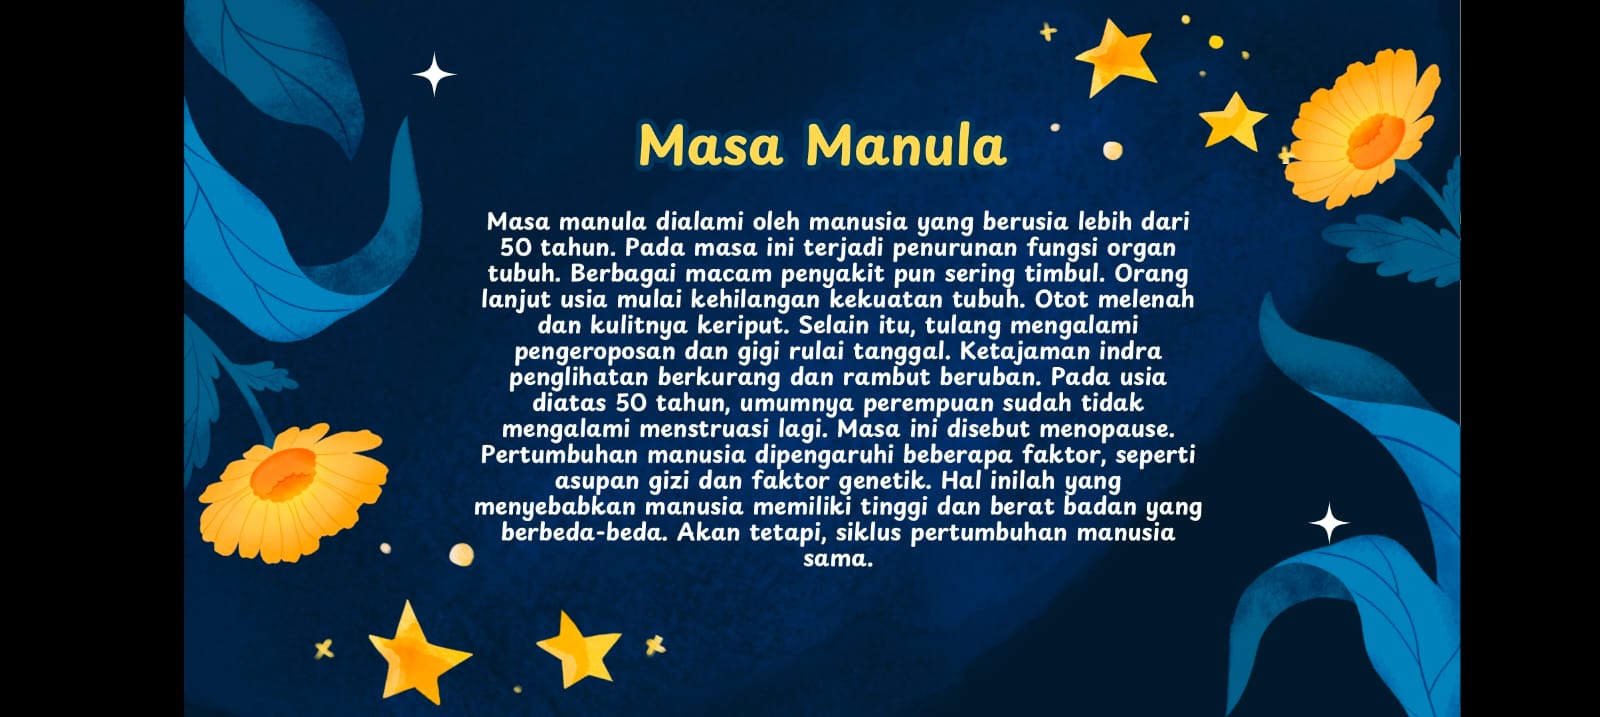 Masa Manula
Masa manula dialami oleh manusia yang berusia lebih dari
50 tahun. Pada masa ini terjadi penurunan fungsi organ
tubuh. Berbagai macam penyakit pun sering timbul. Orang
lanjut usia mulai kehilangan kekuatan tubuh. Otot melenah
dan kulitnya keriput. Selain itu, tulang mengalami
pengeroposan dan gigi rulai tanggal. Ketajaman indra
penglihatan berkurang dan rambut beruban. Pada usia
diatas 50 tahun, umumnya perempuan sudah tidak
mengalami menstruasi lagi. Masa ini disebut menopause.
Pertumbuhan manusia dipengaruhi beberapa faktor, seperti
asupan gizi dan faktor genetik. Hal inilah yang
menyebabkan manusia memiliki tinggi dan berat badan yang
berbeda-beda. Akan tetapi, siklus pertumbuhan manusia
sama.